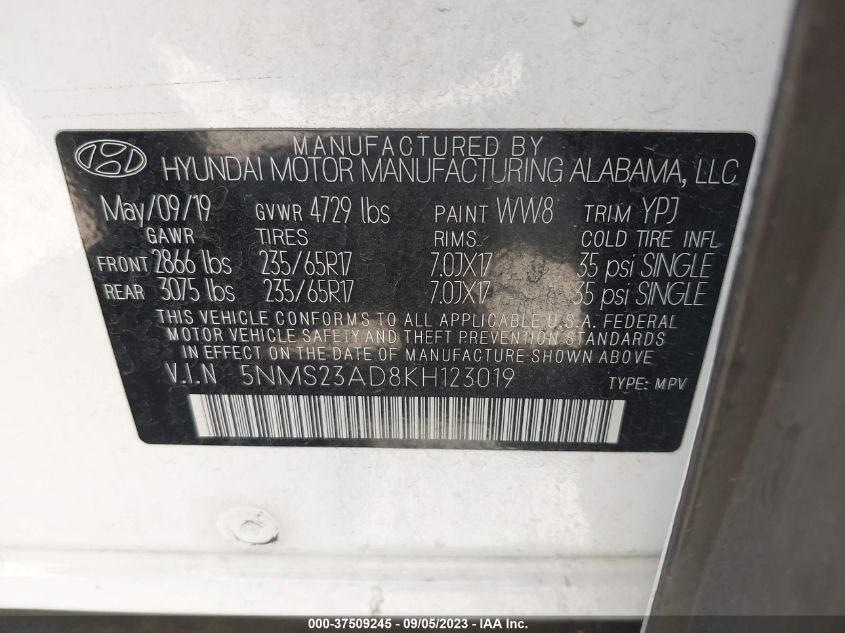 MANUFACTURED BY
HYUNDAI MOTOR MANUFACTURING ALABAMA, LLC
May/09/19 GVWR 4729 lbs PAINT WW8 TRIM YPJ
GAWR TIRES RIMS COLD TIRE INFL
FRONT 2866 lbs 235/65R17 7.0JX17 35 psi SINGLE
REAR 3075 lbs 235/65R17 7.0JX17 35 psi SINGLE
THIS VEHICLE CONFORMS TO ALL APPLICABLE U.S.A. FEDERAL
MOTOR VEHICLE SAFETY AND THEFT PREVENTION STANDARDS
IN EFFECT ON THE DATE OF MANUFACTURE SHOWN ABOVE.
V.I.N 5NMS23AD8KH123019 TYPE: MPV
000-37509245 - 09/05/2023 - IAA Inc.